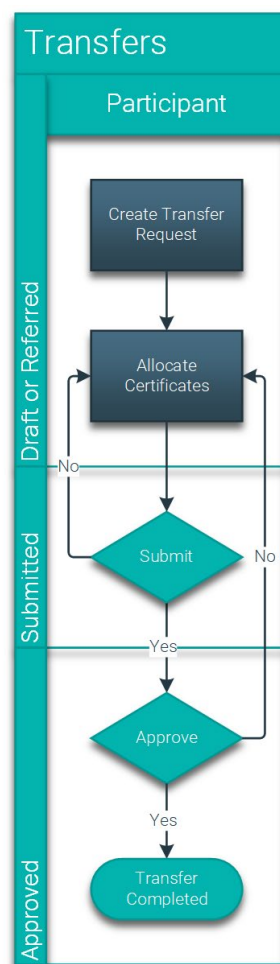 Transfers
Participant
Draft or Referred
Create Transfer
Request
Allocate
Certificates
No
Submitted
Submit
No
Yes
Approved
Approve
Yes
Transfer
Completed